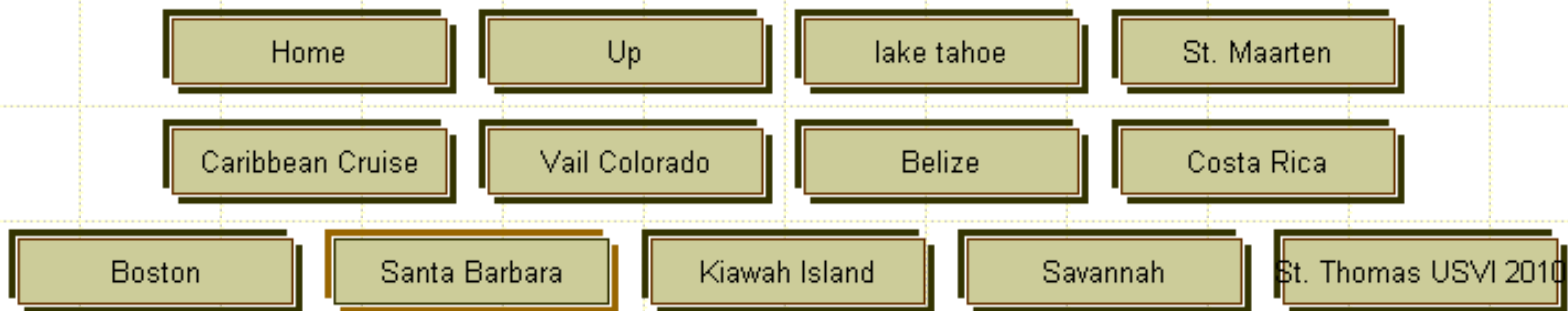 Home Up lake tahoe St. Maarten
Caribbean Cruise Vail Colorado Belize Costa Rica
Boston Santa Barbara Kiawah Island Savannah St. Thomas USVI 2010